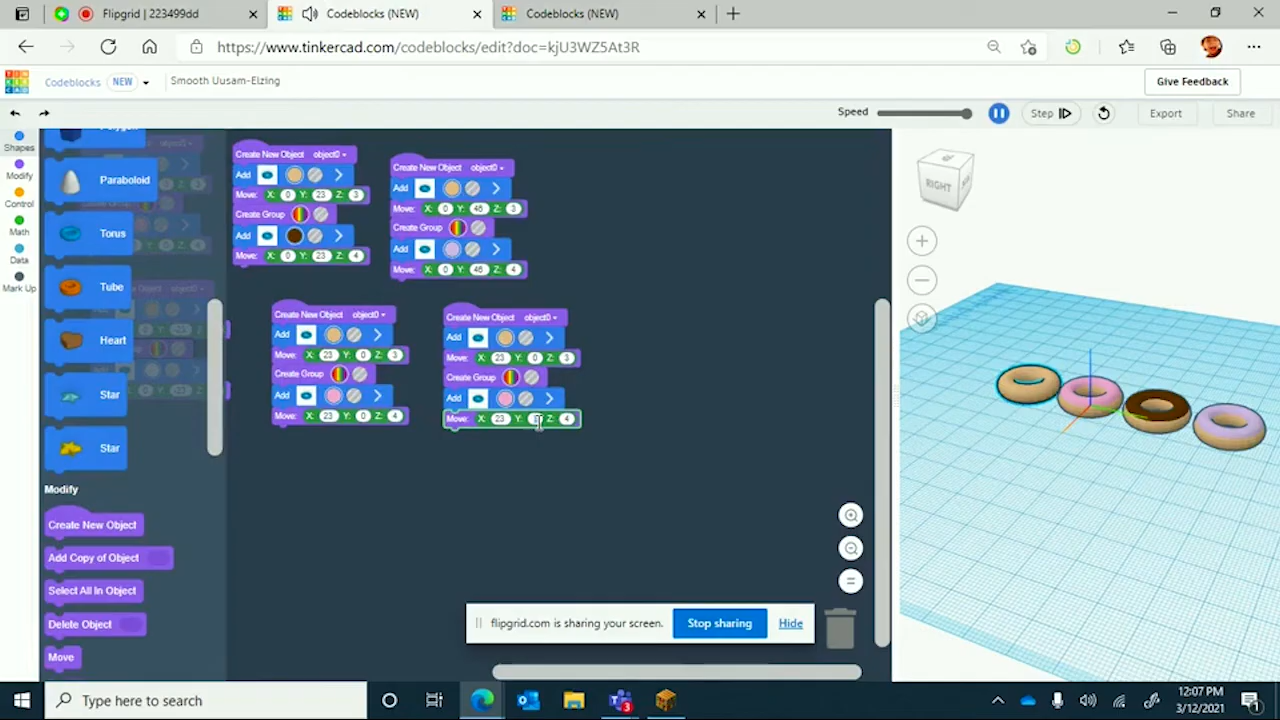 Flipgrid | 223499dd
Codeblocks (NEW)
Codeblocks (NEW)
https://www.tinkercad.com/codeblocks/edit?doc=kjU3WZ5At3R
TIN
KER
CAD
Codeblocks
NEW
Smooth Uusam-Elzing
Give Feedback
Speed
Step
Export
Share
Shapes
Modify
Control
Math
Data
Mark Up
Polygon
Paraboloid
Torus
Tube
Heart
Star
Star
Modify
Create New Object
Add Copy of Object
Select All In Object
Delete Object
Move
Create New Object object0
Add
Move: X: 0 Y: 23 Z: 3
Create Group
Add
Move: X: 0 Y: 23 Z: 4
Create New Object object0
Add
Move: X: 0 Y: 46 Z: 3
Create Group
Add
Move: X: 0 Y: 46 Z: 4
Create New Object object0
Add
Move: X: 23 Y: 0 Z: 3
Create Group
Add
Move: X: 23 Y: 0 Z: 4
Create New Object object0
Add
Move: X: 23 Y: 0 Z: 3
Create Group
Add
Move: X: 23 Y: Z: 4
RIGHT
flipgrid.com is sharing your screen.
Stop sharing
Hide
Type here to search
3
12:07 PM
3/12/2021
1